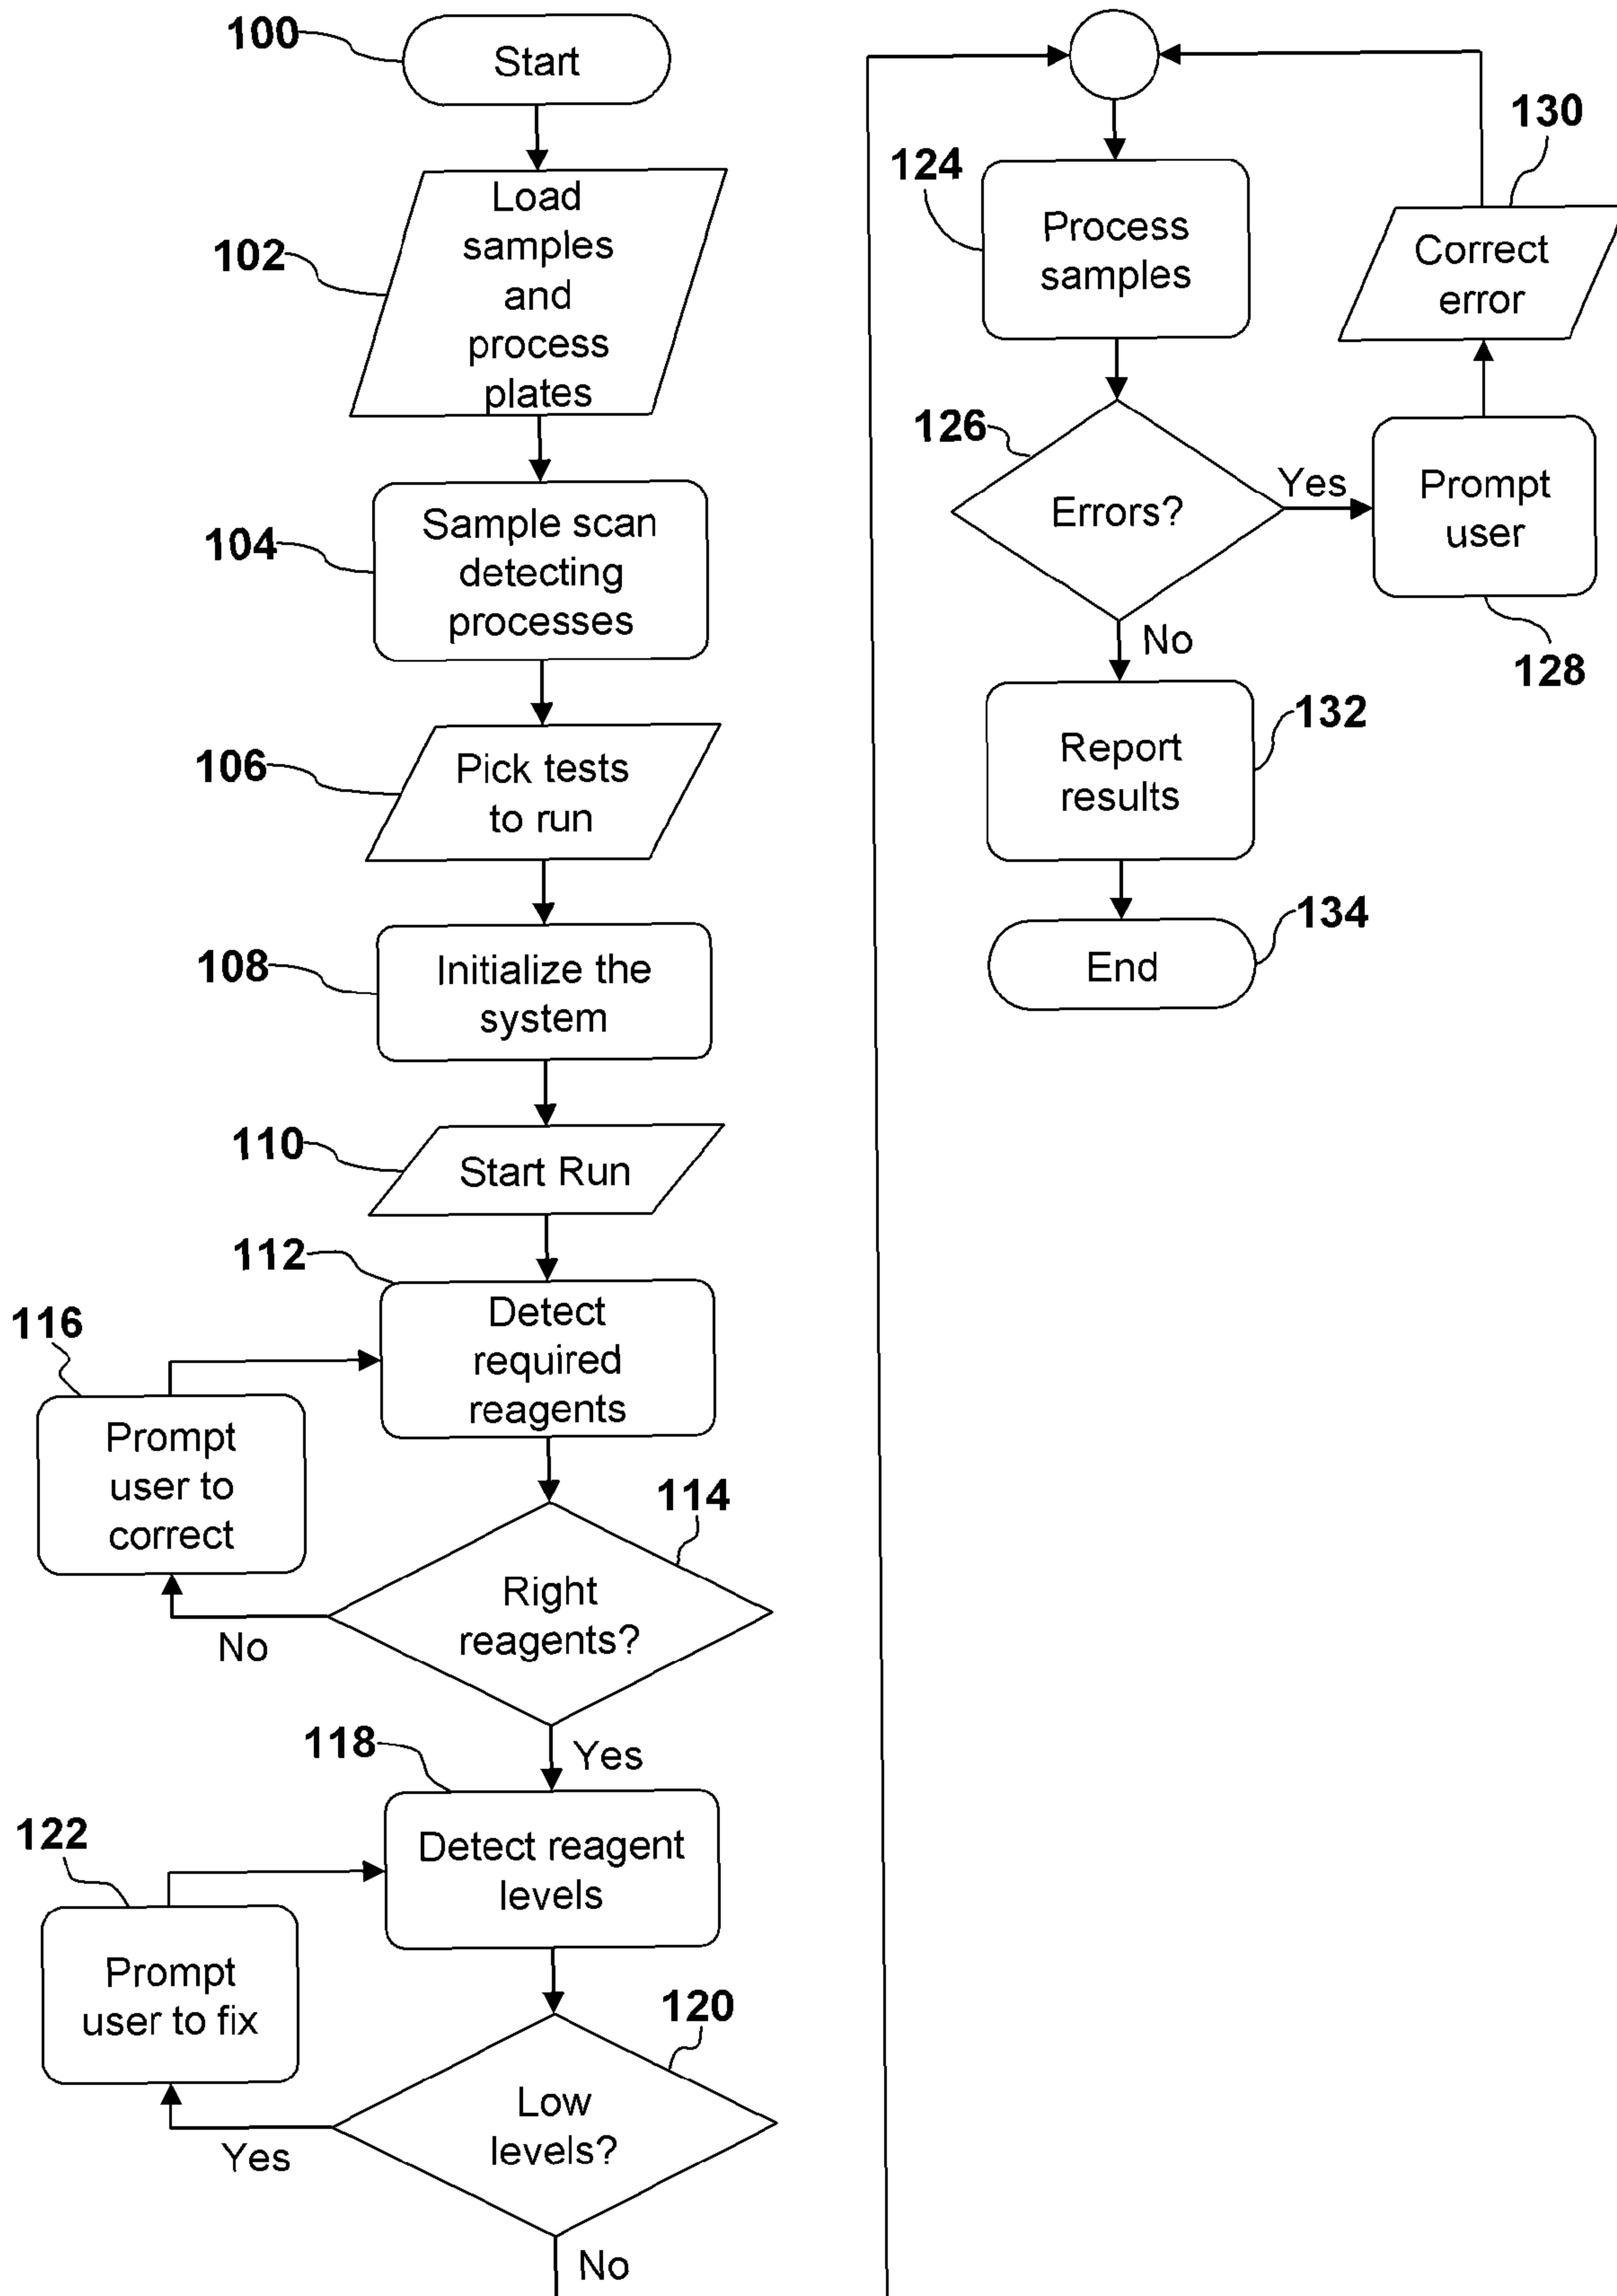 100
Start
102
Load
samples
and
process
plates
104
Sample scan
detecting
processes
106
Pick tests
to run
108
Initialize the
system
110
Start Run
112
Detect
required
reagents
116
Prompt
user to
correct
114
Right
reagents?
No
Yes
118
Detect reagent
levels
122
Prompt
user to fix
120
Low
levels?
Yes
No
124
Process
samples
130
Correct
error
126
Errors?
Yes
Prompt
user
128
No
132
Report
results
134
End